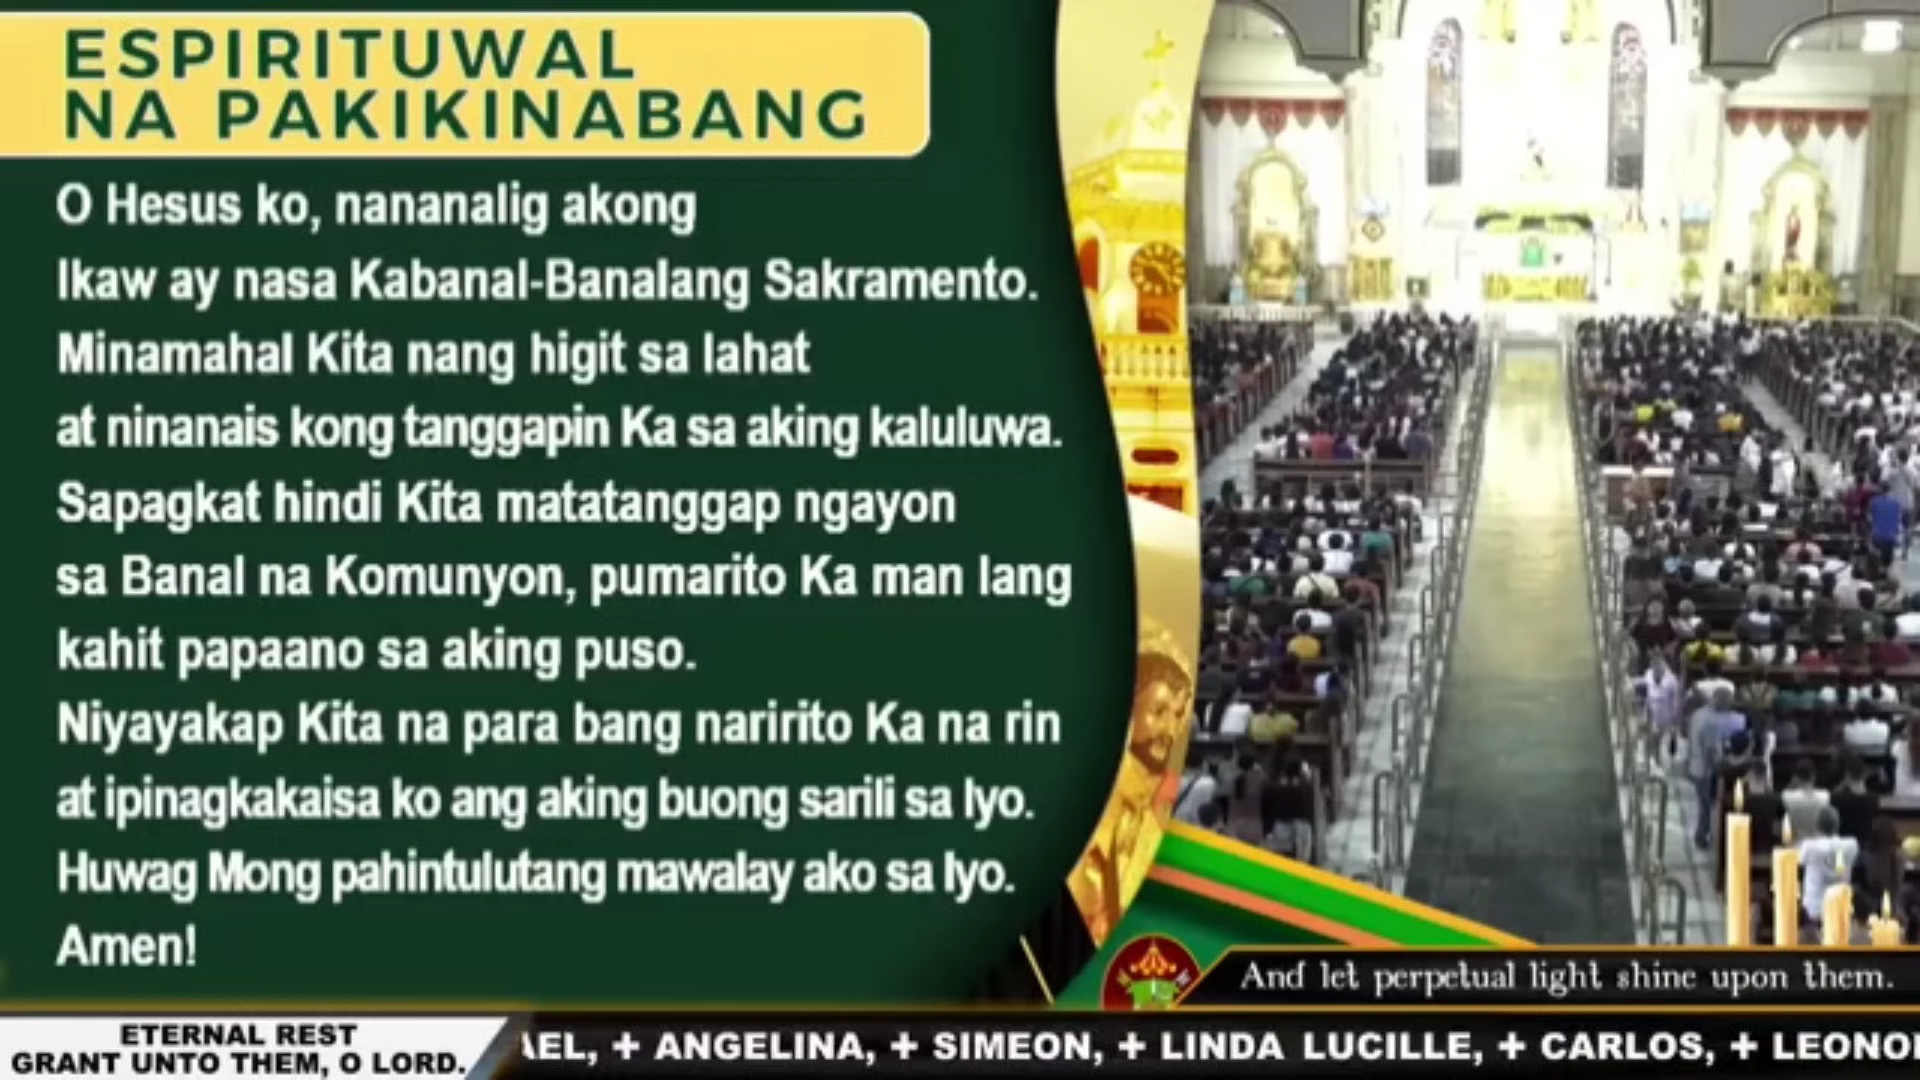 ESPIRITUWAL
NA PAKIKINABANG
O Hesus ko, nananalig akong
Ikaw ay nasa Kabanal-Banalang Sakramento.
Minamahal Kita nang higit sa lahat
at ninanais kong tanggapin Ka sa aking kaluluwa.
Sapagkat hindi Kita matatanggap ngayon
sa Banal na Komunyon, pumarito Ka man lang
kahit papaano sa aking puso.
Niyayakap Kita na para bang naririto Ka na rin
at ipinagkakaisa ko ang aking buong sarili sa Iyo.
Huwag Mong pahintulutang mawalay ako sa Iyo.
Amen!
And let perpetual light shine upon them.
ETERNAL REST
GRANT UNTO THEM, O LORD.
+ ANGELINA, + SIMEON, + LINDA LUCILLE, + CARLOS, +